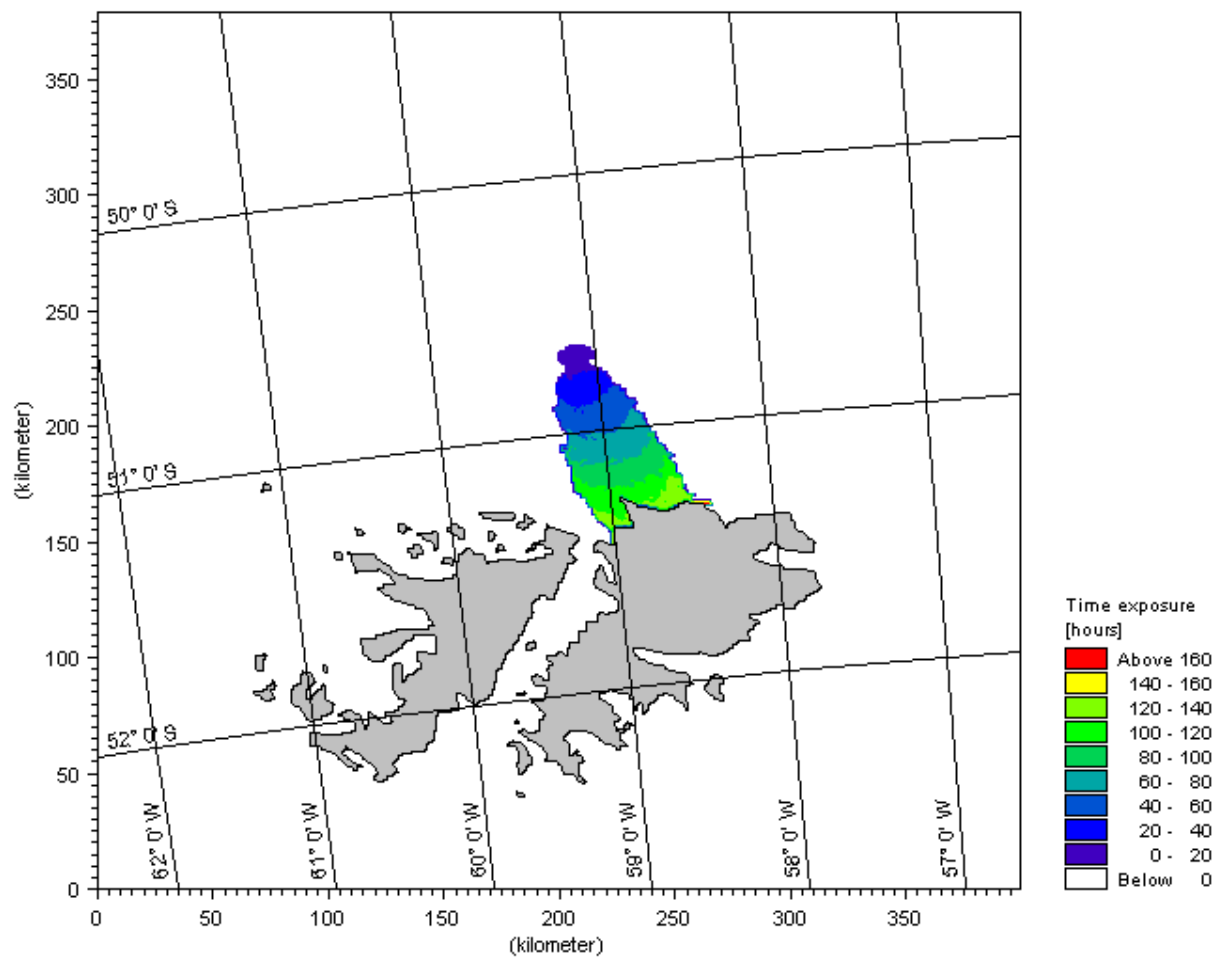 350
300
250
200
150
100
50
0
(kilometer)
50° 0' S
51° 0' S
52° 0' S
62° 0' W
61° 0' W
60° 0' W
59° 0' W
58° 0' W
57° 0' W
0
50
100
150
200
250
300
350
(kilometer)
Time exposure
[hours]
Above 160
140 - 160
120 - 140
100 - 120
80 - 100
60 - 80
40 - 60
20 - 40
0 - 20
Below 0